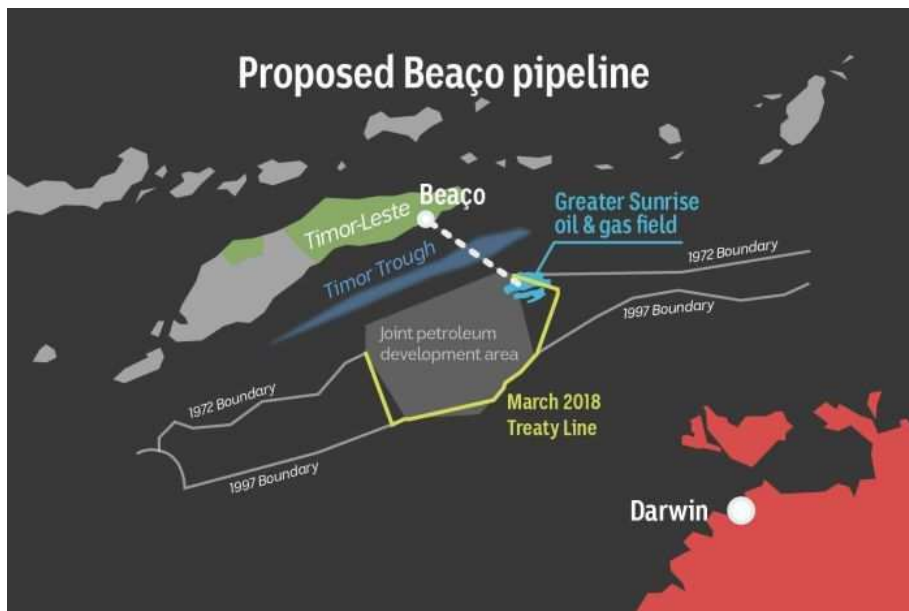 Proposed Beaço pipeline
Beaço
Timor-Leste
Greater Sunrise
oil & gas field
Timor Trough
1972 Boundary
1997 Boundary
Joint petroleum
development area
1972 Boundary
March 2018
Treaty Line
1997 Boundary
Darwin